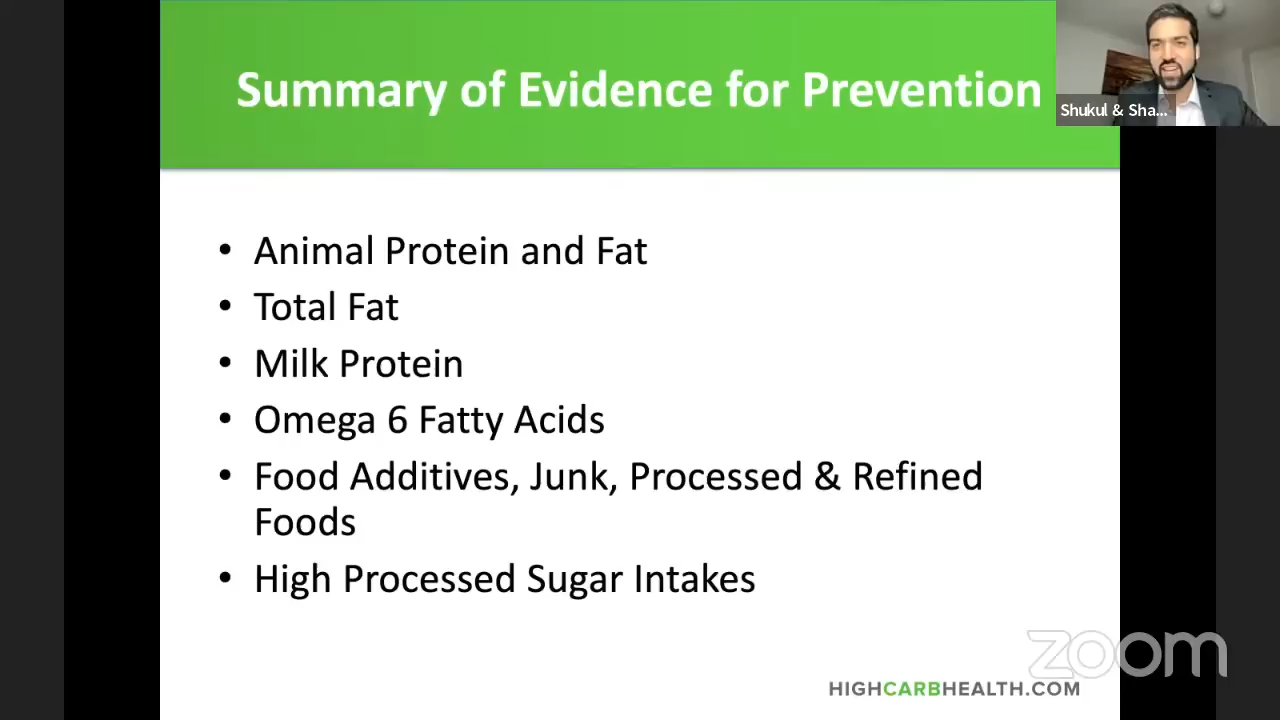 Summary of Evidence for Prevention
Shukul & Sha...
• Animal Protein and Fat
• Total Fat
• Milk Protein
• Omega 6 Fatty Acids
• Food Additives, Junk, Processed & Refined
Foods
• High Processed Sugar Intakes
zoom
HIGHCARBHEALTH.COM